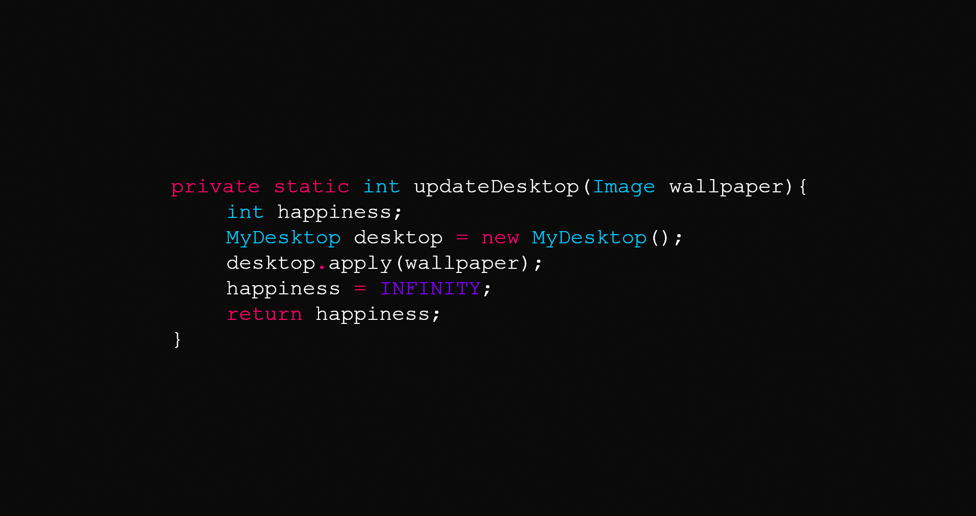 private static int updateDesktop(Image wallpaper){
int happiness;
MyDesktop desktop = new MyDesktop();
desktop.apply(wallpaper);
happiness = INFINITY;
return happiness;
}